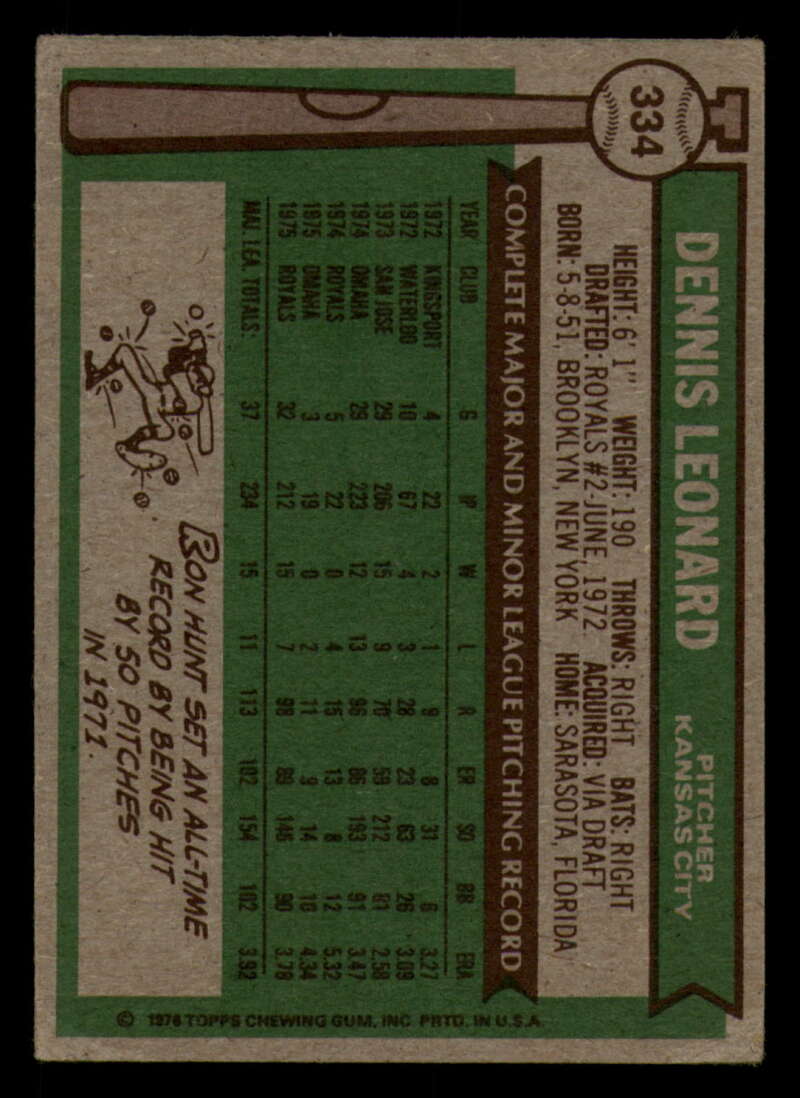 334
DENNIS LEONARD
PITCHER
KANSAS CITY
HEIGHT: 6'1" WEIGHT: 190 THROWS: RIGHT BATS: RIGHT
DRAFTED: ROYALS #2-JUNE, 1972 ACQUIRED: VIA DRAFT
BORN: 5-8-51, BROOKLYN, NEW YORK HOME: SARASOTA, FLORIDA
COMPLETE MAJOR AND MINOR LEAGUE PITCHING RECORD
YEAR CLUB G IP W L R ER SO BB ERA
1972 KINGSPORT 4 22 2 1 9 8 31 6 3.27
1972 WATERLOO 10 67 4 3 28 23 63 26 3.09
1973 SAN JOSE 29 206 15 9 70 59 212 81 2.58
1974 OMAHA 29 223 12 13 96 86 193 91 3.47
1974 ROYALS 5 22 0 4 15 13 8 12 5.32
1975 OMAHA 3 19 0 2 11 9 14 10 4.34
1975 ROYALS 32 212 15 7 98 89 146 90 3.78
MAJ. LEA. TOTALS: 37 234 15 11 113 102 154 102 3.92
RON HUNT SET AN ALL-TIME
RECORD BY BEING HIT
BY 50 PITCHES
IN 1971.
© 1976 TOPPS CHEWING GUM, INC. PRTD. IN U.S.A.